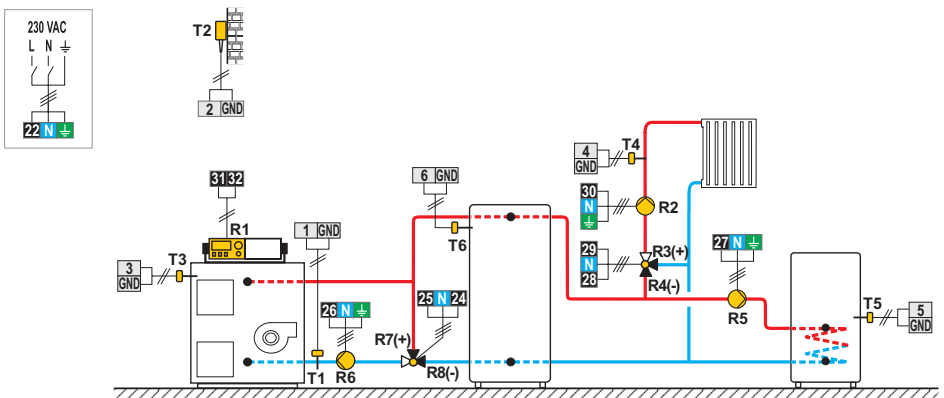 230 VAC
L N
22 N
T2
2 GND
31 32
R1
1 GND
3
GND
T3
26 N
T1
R6
25 N 24
R7(+)
R8(-)
6 GND
T6
4
GND
T4
30
N
R2
29
N
28
R3(+)
R4(-)
27 N
R5
T5
5
GND